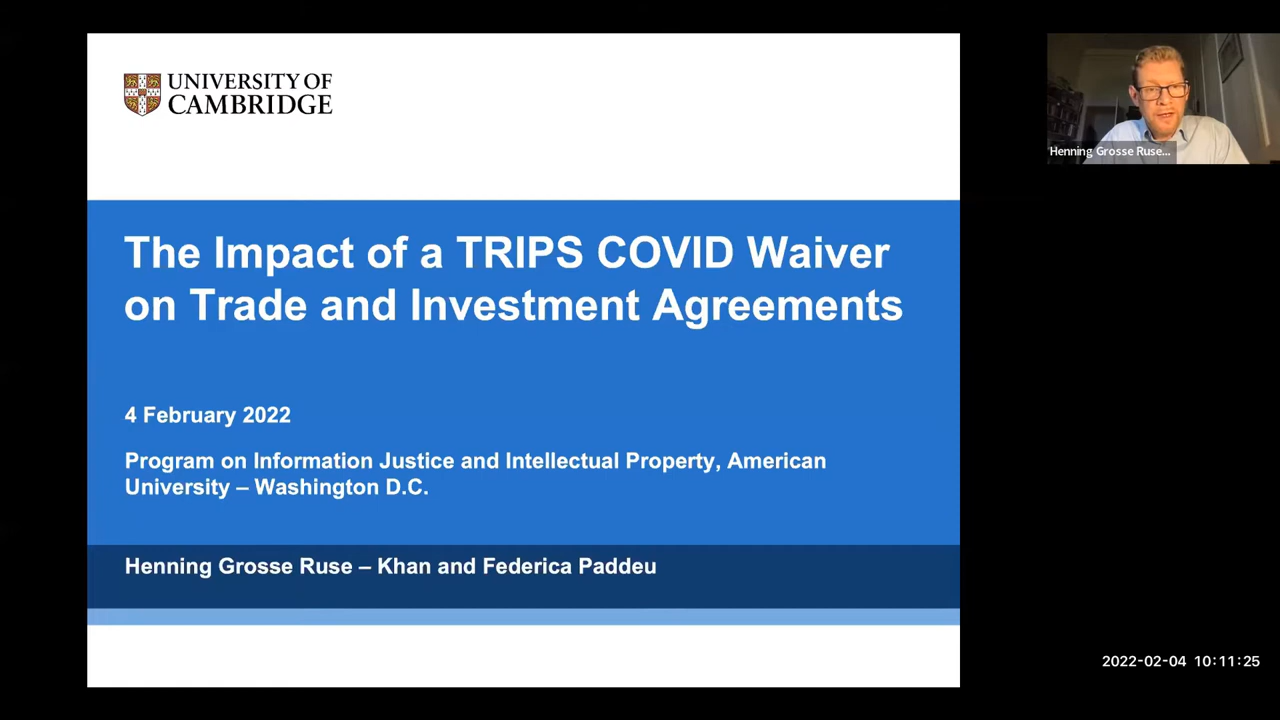 UNIVERSITY OF
CAMBRIDGE
The Impact of a TRIPS COVID Waiver
on Trade and Investment Agreements
4 February 2022
Program on Information Justice and Intellectual Property, American
University – Washington D.C.
Henning Grosse Ruse – Khan and Federica Paddeu
Henning Grosse Ruse...
2022-02-04 10:11:25